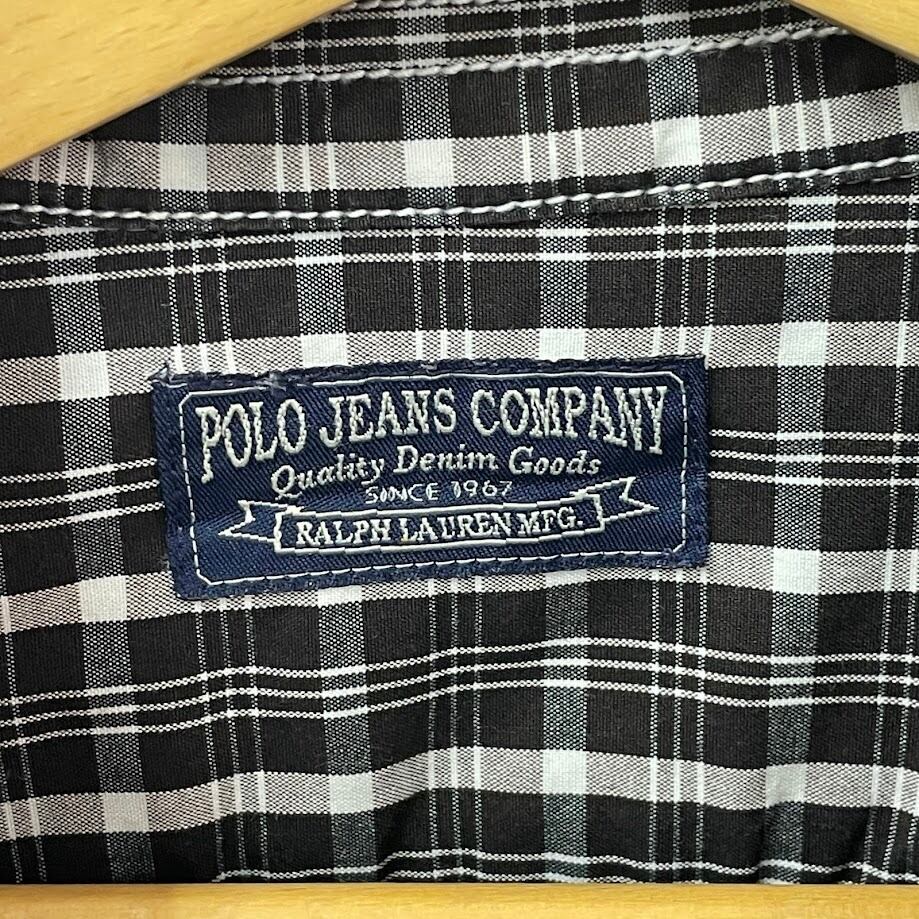 POLO JEANS COMPANY
Quality Denim Goods
SINCE 1967
RALPH LAUREN MFG.